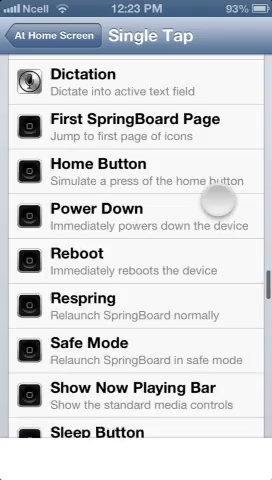 Ncell 12:23 PM 93%
At Home Screen Single Tap
Dictation
Dictate into active text field
First SpringBoard Page
Jump to first page of icons
Home Button
Simulate a press of the home button
Power Down
Immediately powers down the device
Reboot
Immediately reboots the device
Respring
Relaunch SpringBoard normally
Safe Mode
Relaunch SpringBoard in safe mode
Show Now Playing Bar
Show the standard media controls
Sleep Button